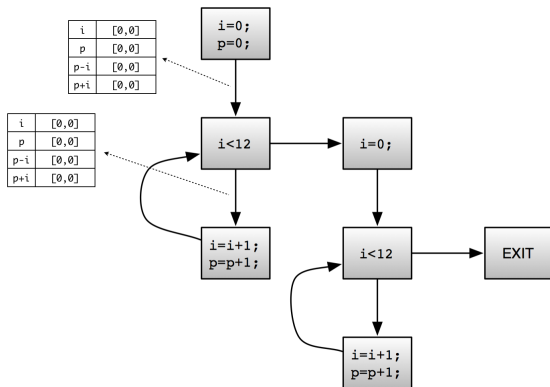 i [0,0]
p [0,0]
p-i [0,0]
p+i [0,0]
i=0;
p=0;
i [0,0]
p [0,0]
p-i [0,0]
p+i [0,0]
i<12
i=0;
i=i+1;
p=p+1;
i<12
EXIT
i=i+1;
p=p+1;